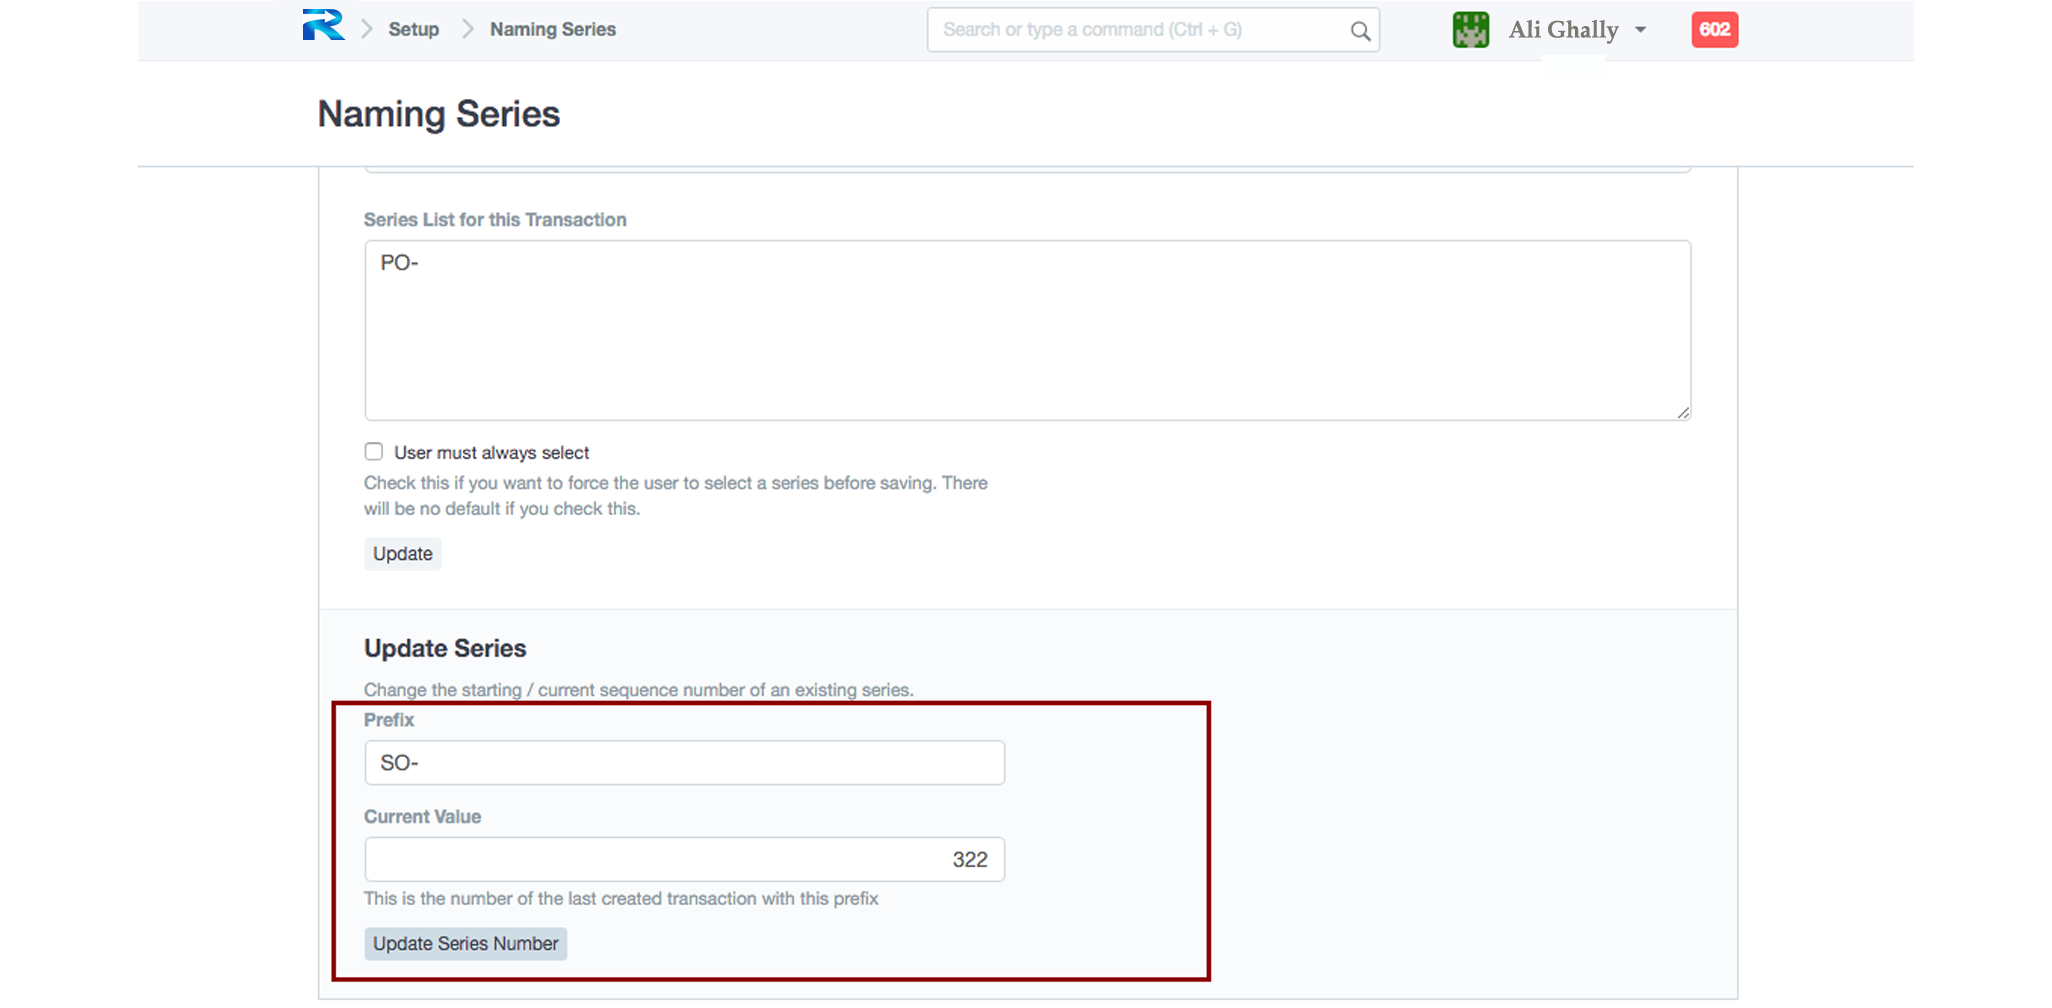 Setup
Naming Series
Search or type a command (Ctrl + G)
Ali Ghally
602
Naming Series
Series List for this Transaction
PO-
User must always select
Check this if you want to force the user to select a series before saving. There
will be no default if you check this.
Update
Update Series
Change the starting / current sequence number of an existing series.
Prefix
SO-
Current Value
322
This is the number of the last created transaction with this prefix
Update Series Number